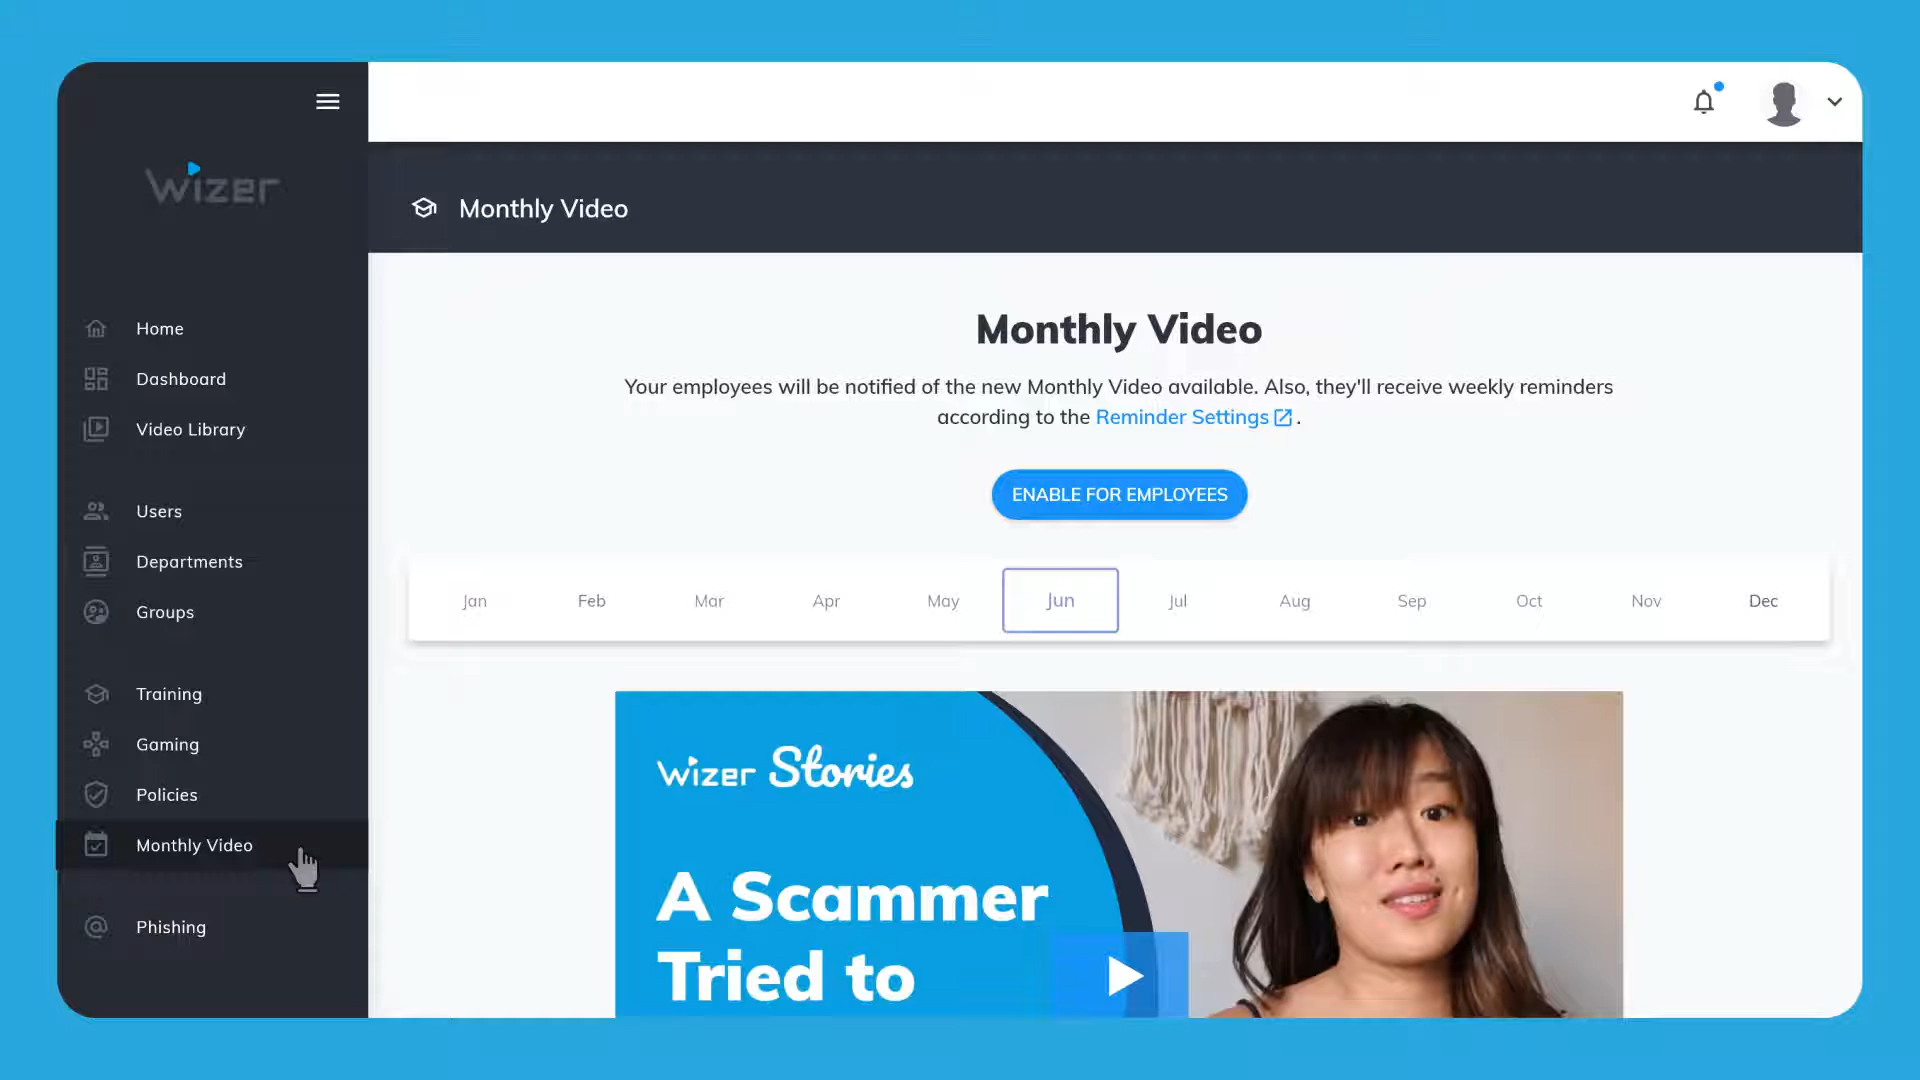 wizer
Home
Dashboard
Video Library
Users
Departments
Groups
Training
Gaming
Policies
Monthly Video
Phishing
Monthly Video
Monthly Video
Your employees will be notified of the new Monthly Video available. Also, they'll receive weekly reminders
according to the Reminder Settings .
ENABLE FOR EMPLOYEES
Jan Feb Mar Apr May Jun Jul Aug Sep Oct Nov Dec
wizer Stories
A Scammer
Tried to